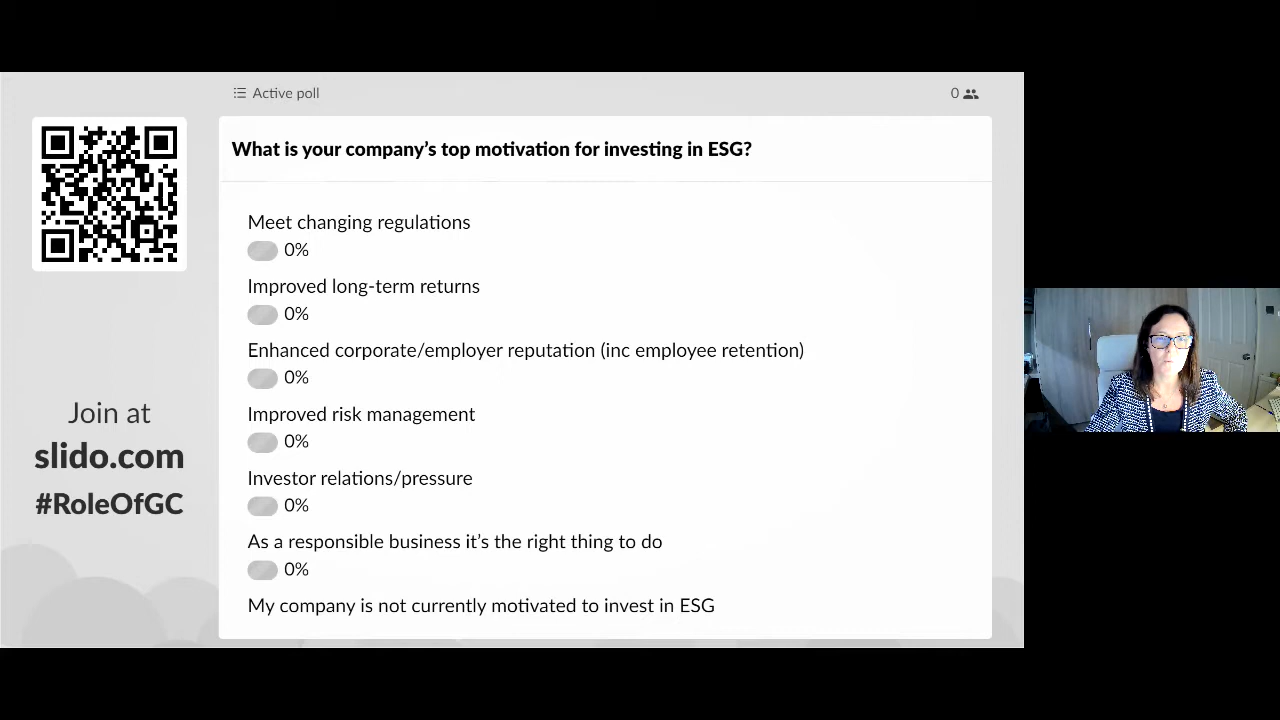 Active poll
0
What is your company's top motivation for investing in ESG?
Meet changing regulations
0%
Improved long-term returns
0%
Enhanced corporate/employer reputation (inc employee retention)
0%
Improved risk management
0%
Investor relations/pressure
0%
As a responsible business it's the right thing to do
0%
My company is not currently motivated to invest in ESG
Join at
slido.com
#RoleOfGC